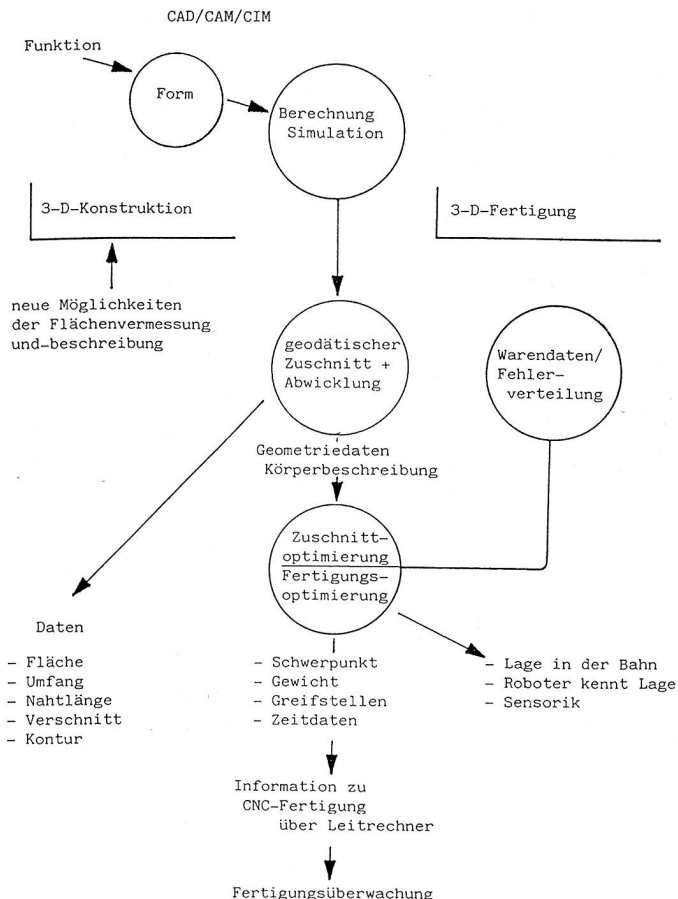 CAD/CAM/CIM
Funktion
Form
Berechnung
Simulation
3-D-Konstruktion
3-D-Fertigung
neue Möglichkeiten
der Flächenvermessung
und-beschreibung
geodätischer
Zuschnitt +
Abwicklung
Warendaten/
Fehler-
verteilung
Geometriedaten
Körperbeschreibung
Zuschnitt-
optimierung
Fertigungs-
optimierung
Daten
- Fläche
- Umfang
- Nahtlänge
- Verschnitt
- Kontur
- Schwerpunkt
- Gewicht
- Greifstellen
- Zeitdaten
- Lage in der Bahn
- Roboter kennt Lage
- Sensorik
Information zu
CNC-Fertigung
über Leitrechner
Fertigungsüberwachung